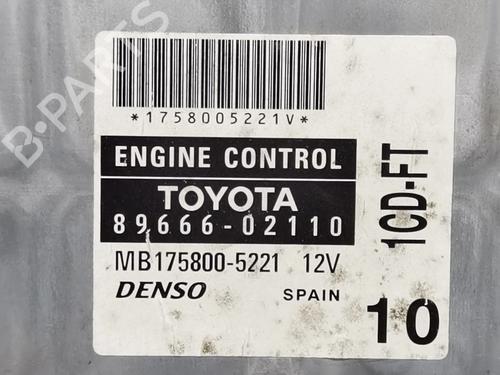 *1758005221V*
ENGINE CONTROL
TOYOTA
89666-02110
MB175800-5221 12V
DENSO SPAIN
1CD-FT
10
B-PARTS